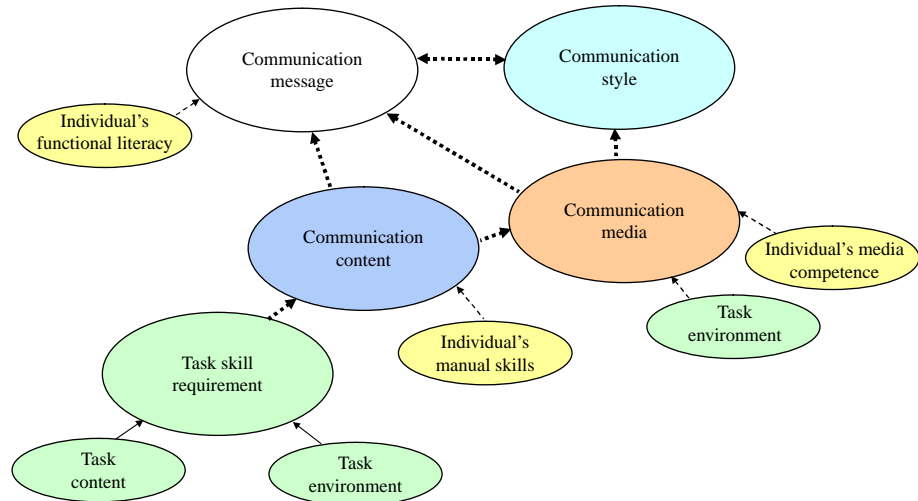 Communication
message
Communication
style
Individual's
functional literacy
Communication
media
Communication
content
Individual's media
competence
Task
environment
Individual's
manual skills
Task skill
requirement
Task
content
Task
environment